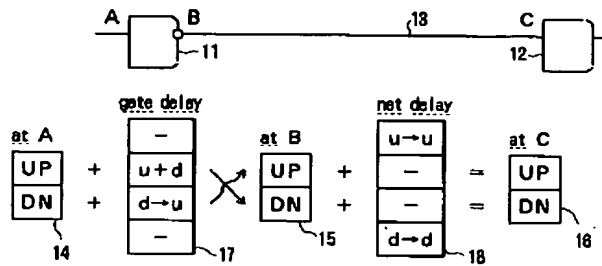 A B 13 C
11 12
gate delay net delay
at A – at B u→u at C
UP + u+d UP + – = UP
DN + d→u DN + – = DN
14 – 17 15 d→d 18 16